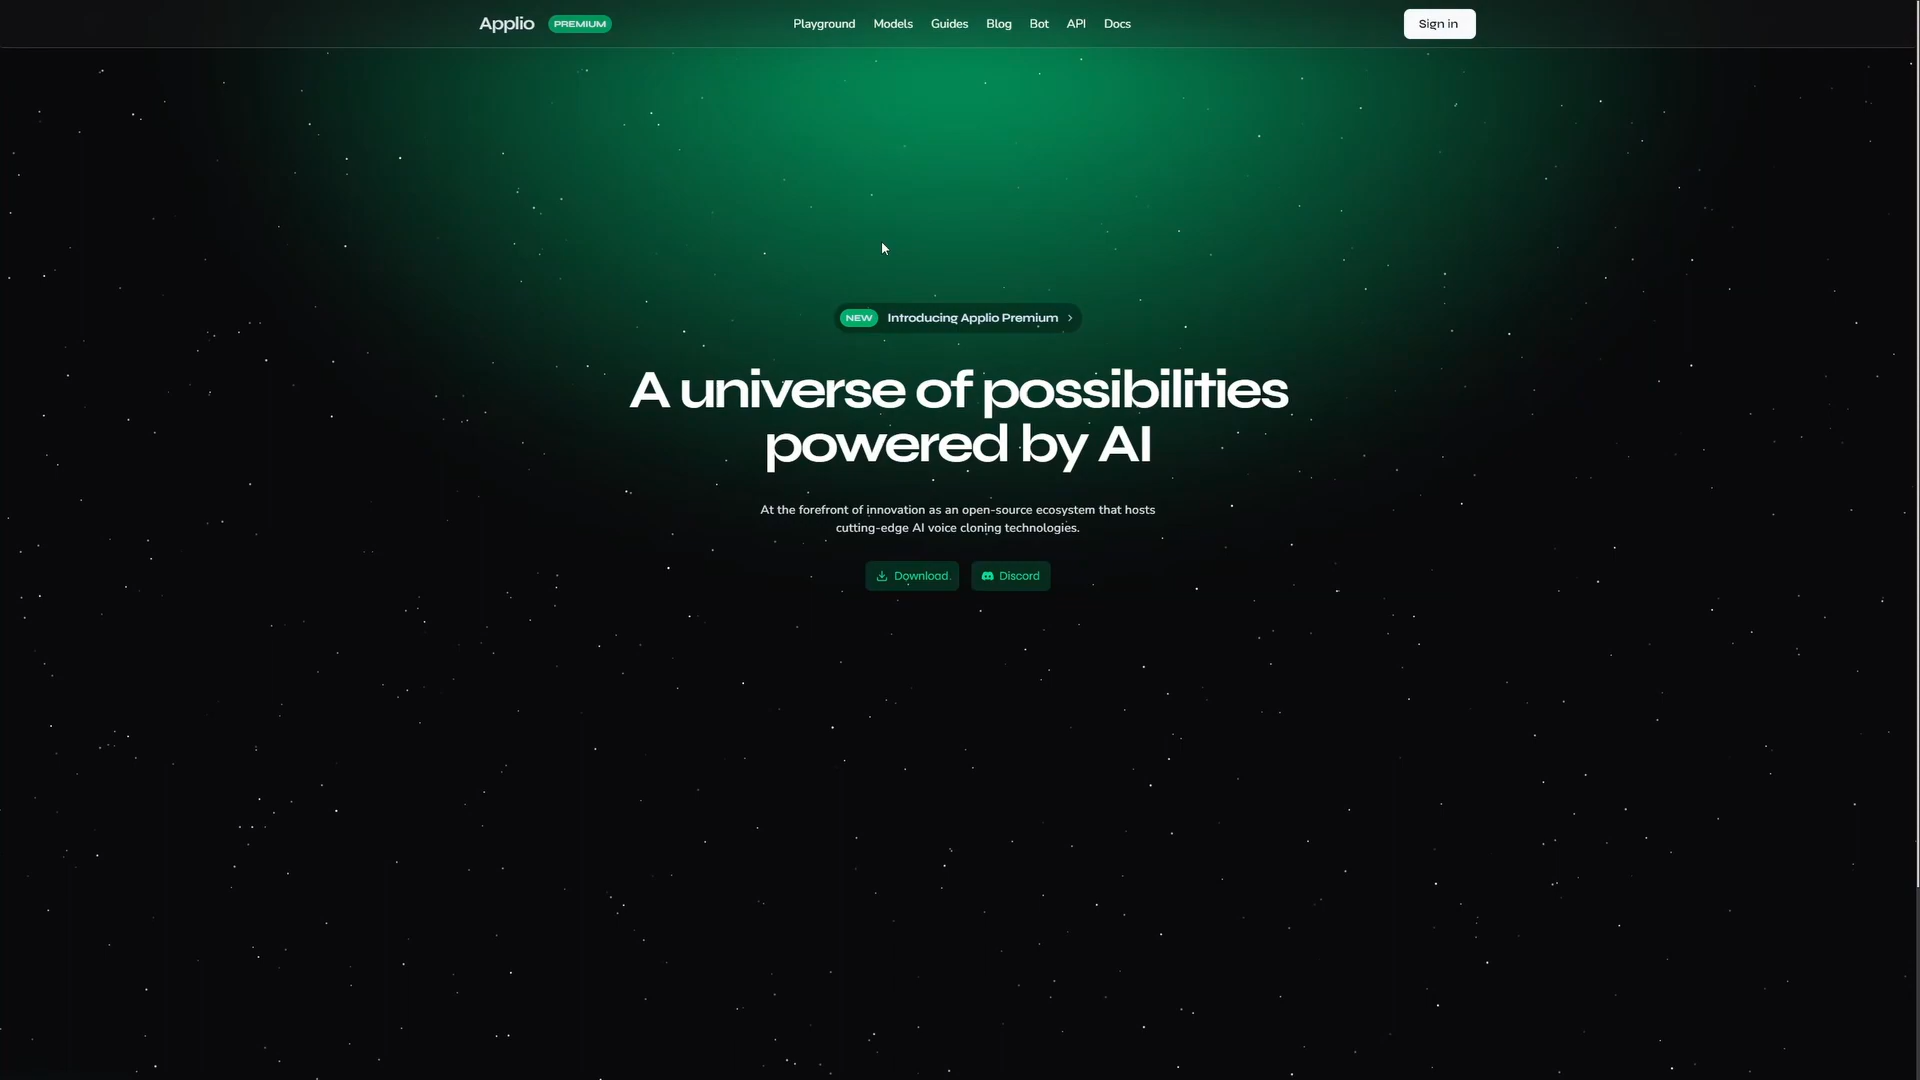 Applio PREMIUM Playground Models Guides Blog Bot API Docs Sign in
NEW Introducing Applio Premium
A universe of possibilities
powered by AI
At the forefront of innovation as an open-source ecosystem that hosts
cutting-edge AI voice cloning technologies.
Download Discord